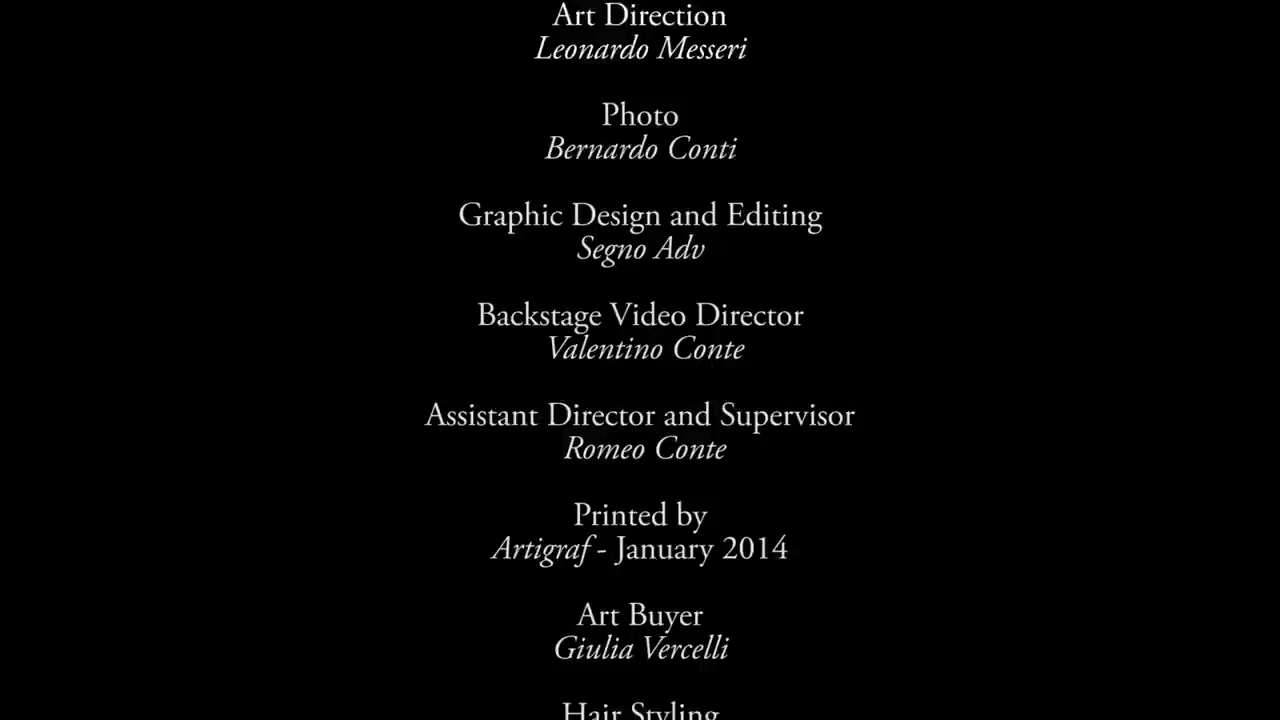 Art Direction
Leonardo Messeri
Photo
Bernardo Conti
Graphic Design and Editing
Segno Adv
Backstage Video Director
Valentino Conte
Assistant Director and Supervisor
Romeo Conte
Printed by
Artigraf - January 2014
Art Buyer
Giulia Vercelli
Hair Styling